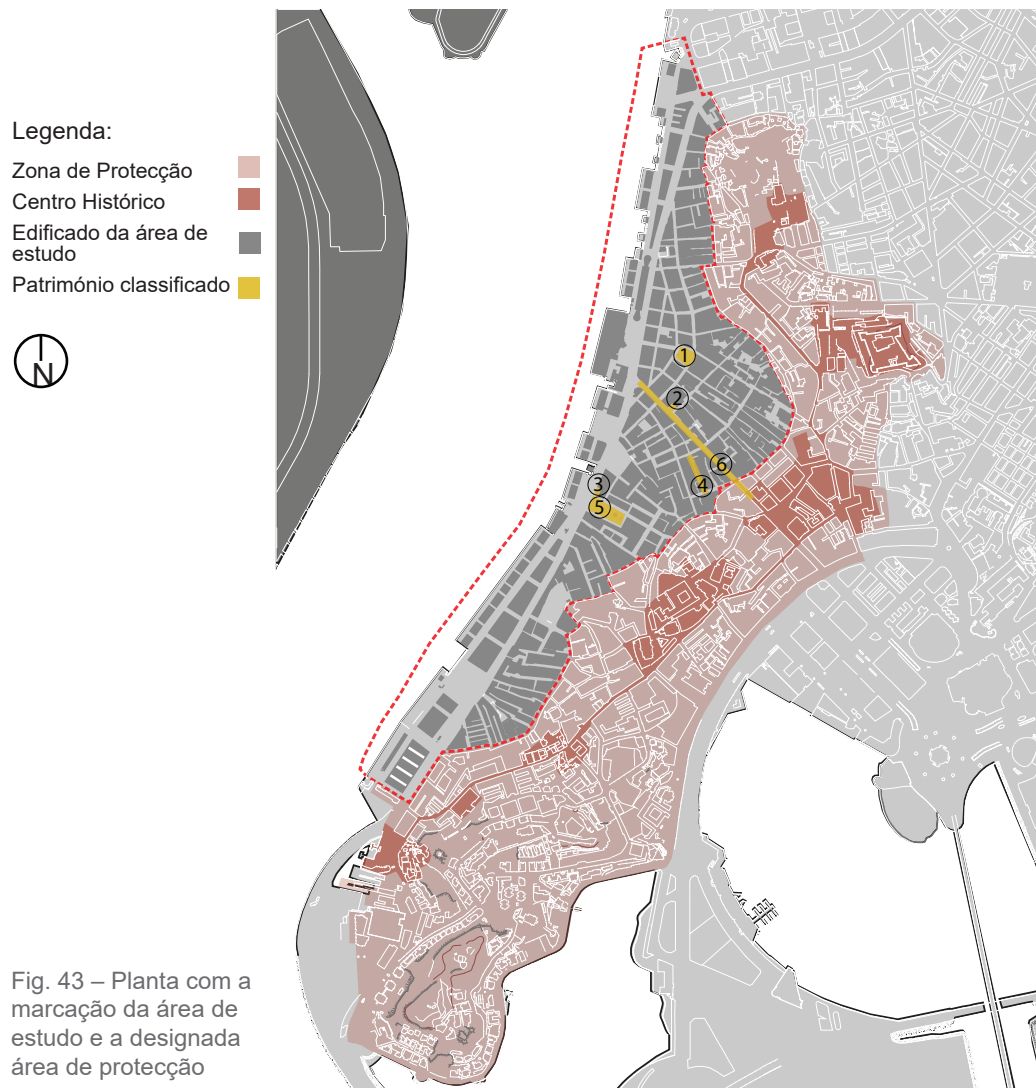 Legenda:
Zona de Protecção
Centro Histórico
Edificado da área de
estudo
Património classificado
N
1
2
6
3
4
5
Fig. 43 – Planta com a
marcação da área de
estudo e a designada
área de protecção